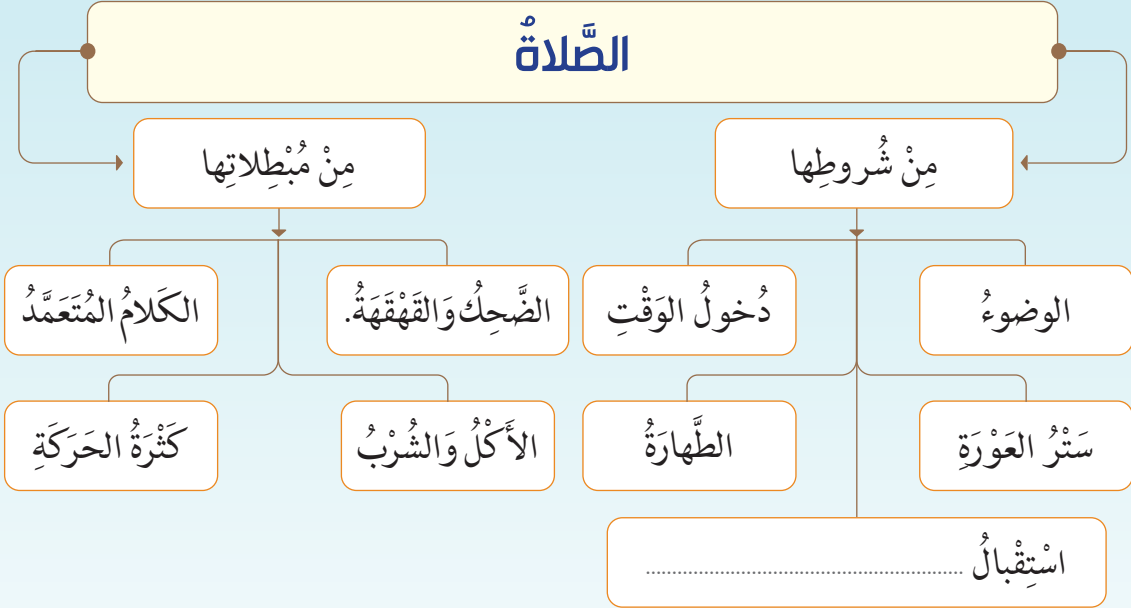 الصَّلاةُ
مِنْ شُروطِها
مِنْ مُبْطِلاتِها
الوضوءُ
دُخولُ الوَقْتِ
الضَّحِكُ وَالقَهْقَهَةُ.
الكَلامُ المُتَعَمَّدُ
سَتْرُ العَوْرَةِ
الطَّهارَةُ
الأَكْلُ وَالشُّرْبُ
كَثْرَةُ الحَرَكَةِ
اسْتِقْبالُ ............................................................